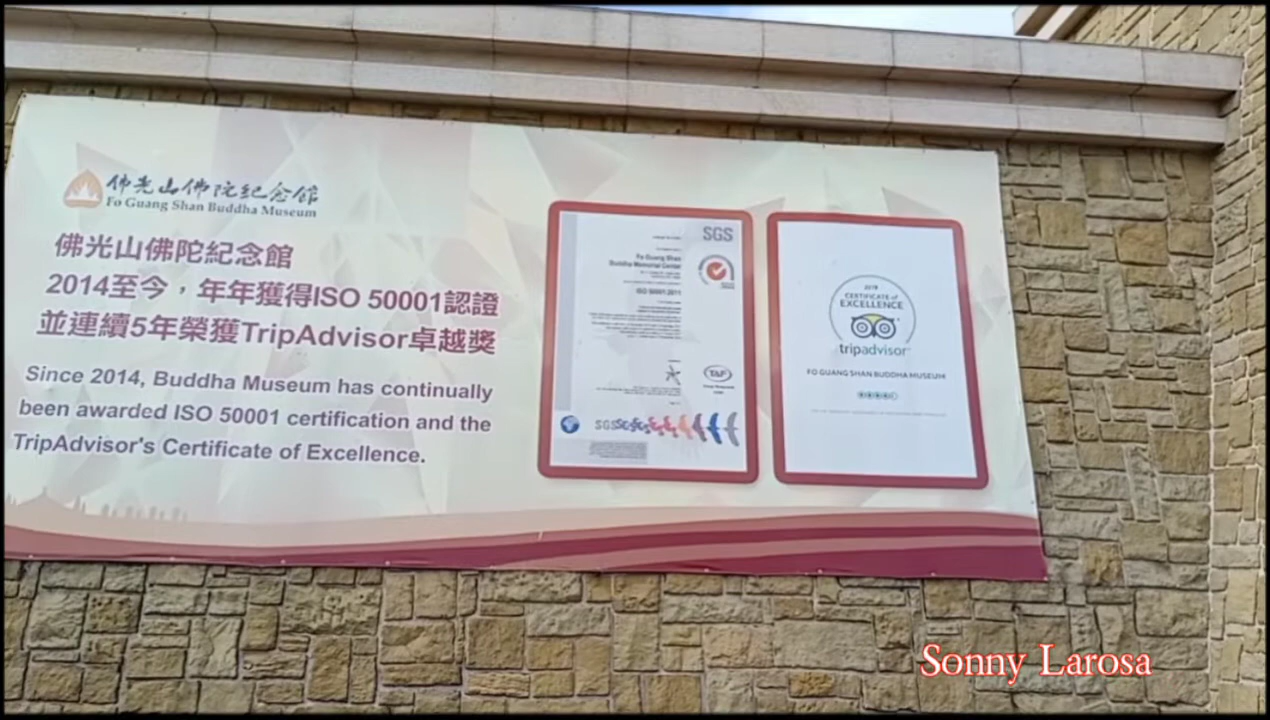 佛光山佛陀紀念館
Fo Guang Shan Buddha Museum
佛光山佛陀紀念館
2014至今，年年獲得ISO 50001認證
並連續5年榮獲TripAdvisor卓越獎
Since 2014, Buddha Museum has continually
been awarded ISO 50001 certification and the
TripAdvisor's Certificate of Excellence.
SGS
Fo Guang Shan
Buddha Memorial Center
ISO 50001:2011
TAF
SGS
2018
CERTIFICATE of
EXCELLENCE
tripadvisor
FO GUANG SHAN BUDDHA MUSEUM
Sonny Larosa